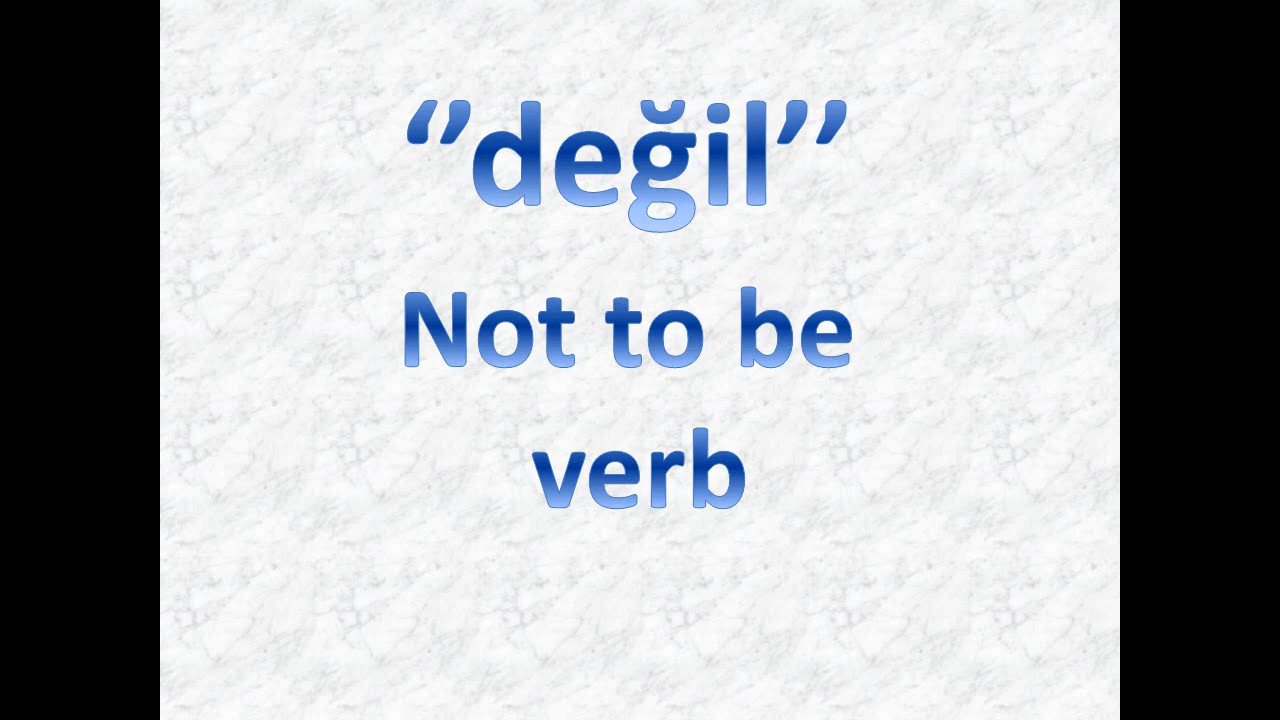 ‘’değil’’
Not to be
verb